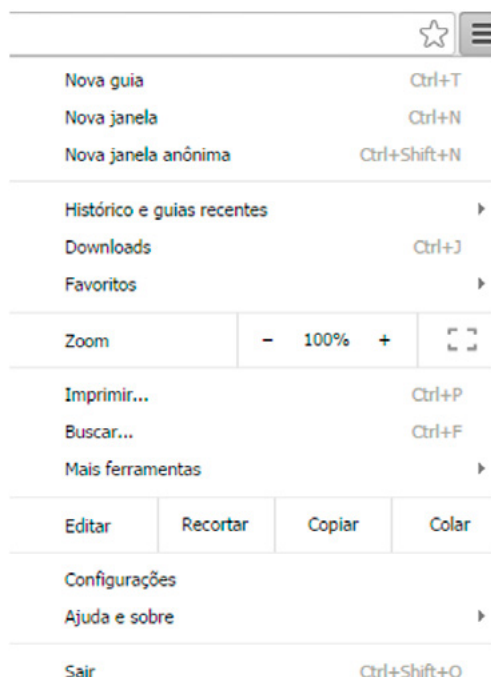 Nova guia Ctrl+T
Nova janela Ctrl+N
Nova janela anônima Ctrl+Shift+N
Histórico e guias recentes
Downloads Ctrl+J
Favoritos
Zoom - 100% +
Imprimir... Ctrl+P
Buscar... Ctrl+F
Mais ferramentas
Editar Recortar Copiar Colar
Configurações
Ajuda e sobre
Sair Ctrl+Shift+Q